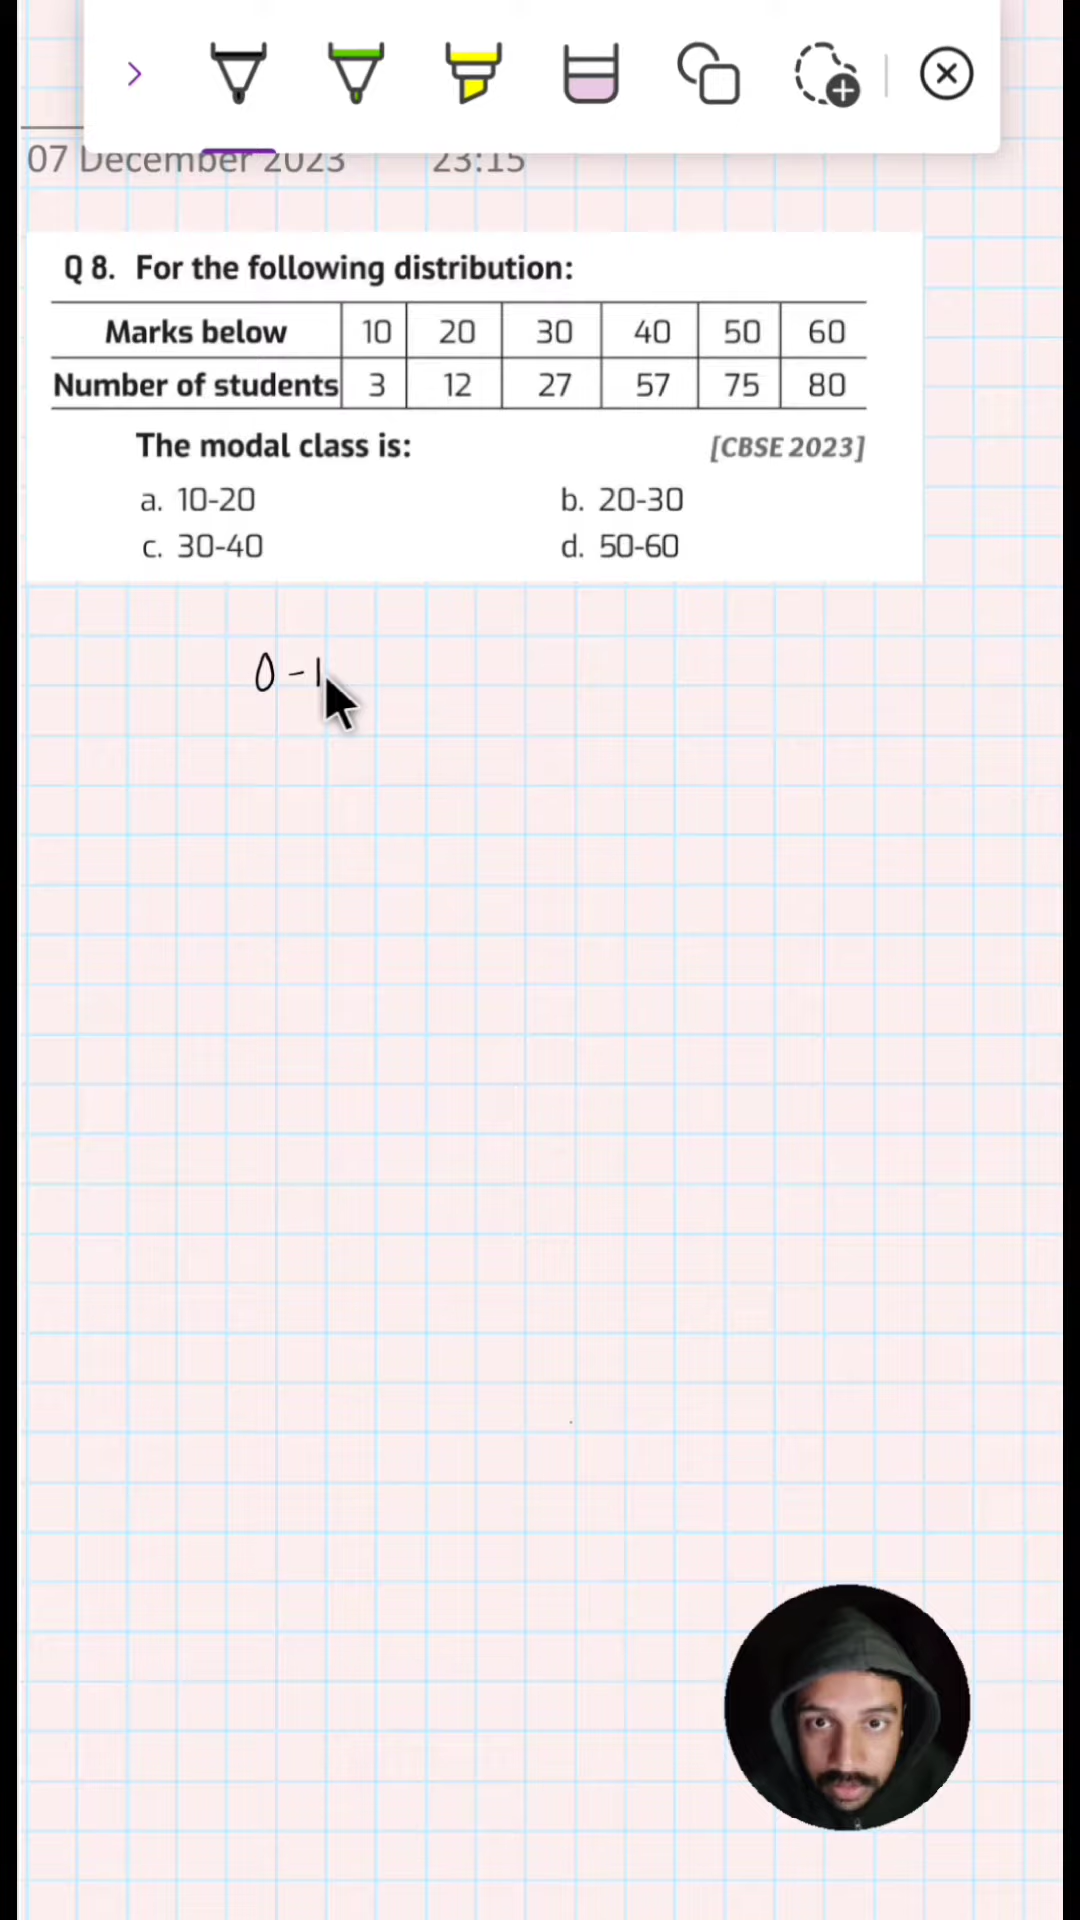 07 December 2023 23:15
Q 8. For the following distribution:
Marks below 10 20 30 40 50 60
Number of students 3 12 27 57 75 80
The modal class is: [CBSE 2023]
a. 10-20 b. 20-30
c. 30-40 d. 50-60
0 - 1